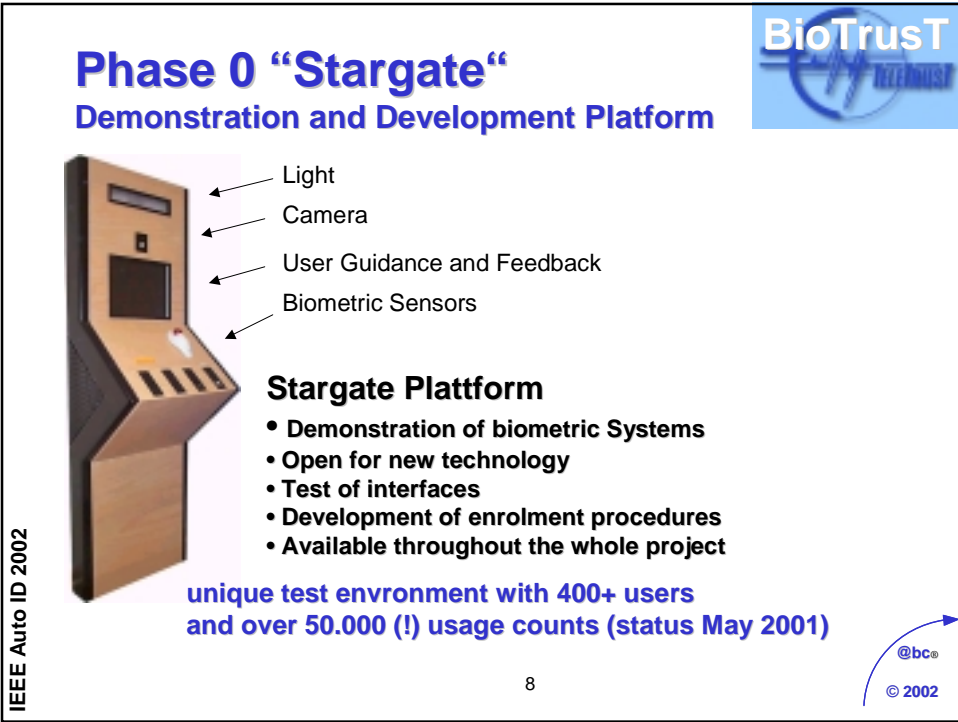 BioTrusT
TELETRUST
Phase 0 “Stargate“
Demonstration and Development Platform
Light
Camera
User Guidance and Feedback
Biometric Sensors
Stargate Plattform
• Demonstration of biometric Systems
• Open for new technology
• Test of interfaces
• Development of enrolment procedures
• Available throughout the whole project
unique test envronment with 400+ users
and over 50.000 (!) usage counts (status May 2001)
IEEE Auto ID 2002
8
@bc®
© 2002